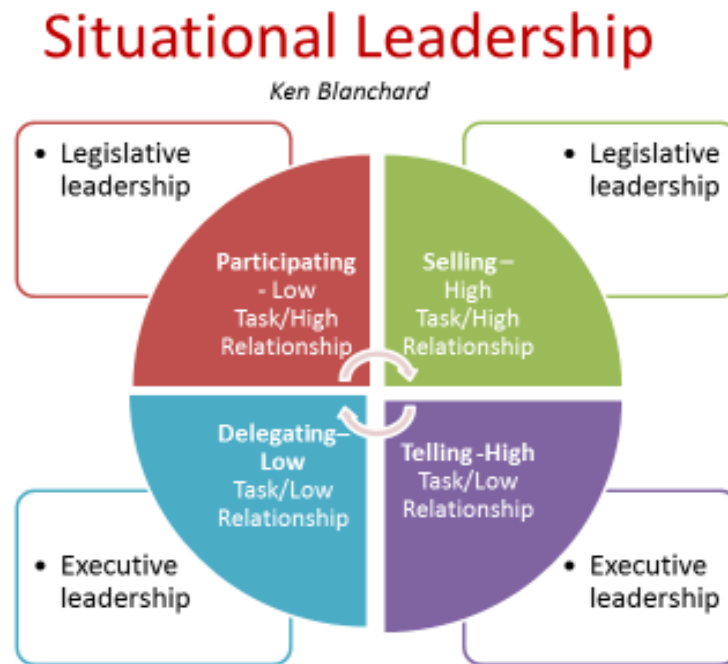 Situational Leadership
Ken Blanchard
• Legislative
leadership
• Legislative
leadership
Participating
- Low
Task/High
Relationship
Selling –
High
Task/High
Relationship
Delegating–
Low
Task/Low
Relationship
Telling -High
Task/Low
Relationship
• Executive
leadership
• Executive
leadership